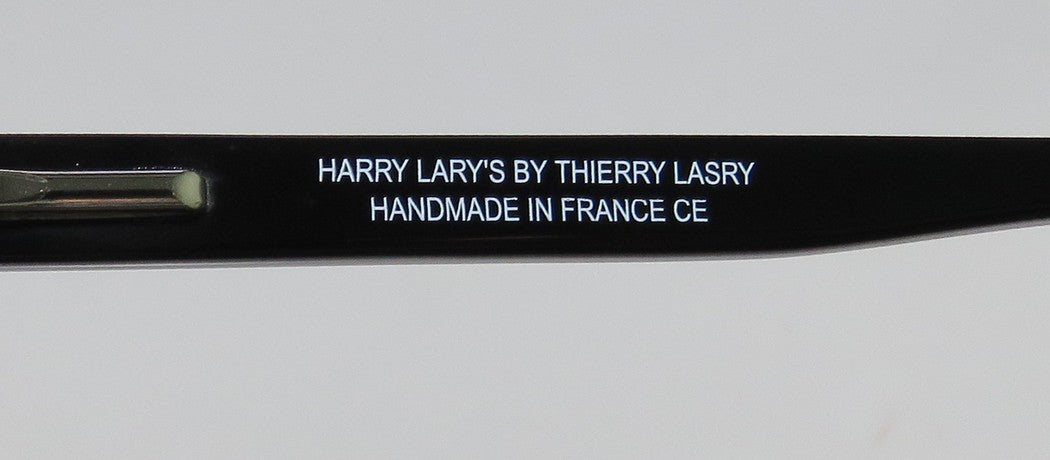 HARRY LARY'S BY THIERRY LASRY
HANDMADE IN FRANCE CE